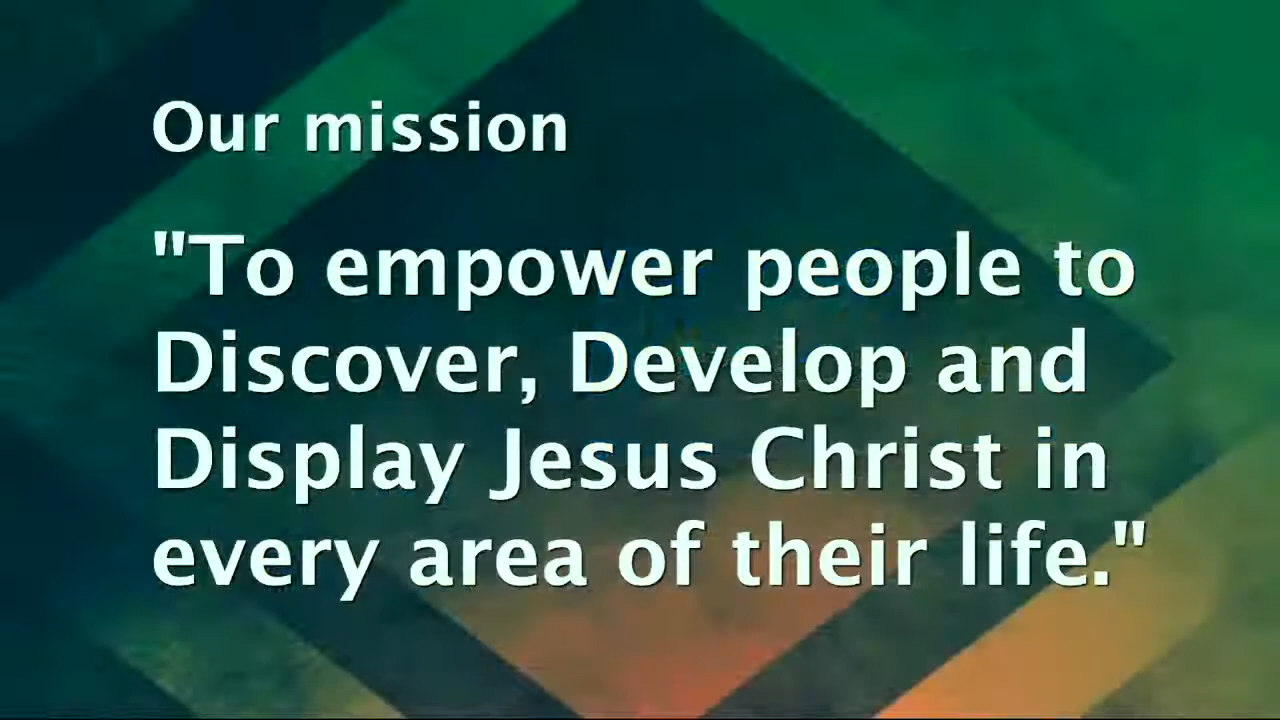 Our mission
"To empower people to
Discover, Develop and
Display Jesus Christ in
every area of their life."